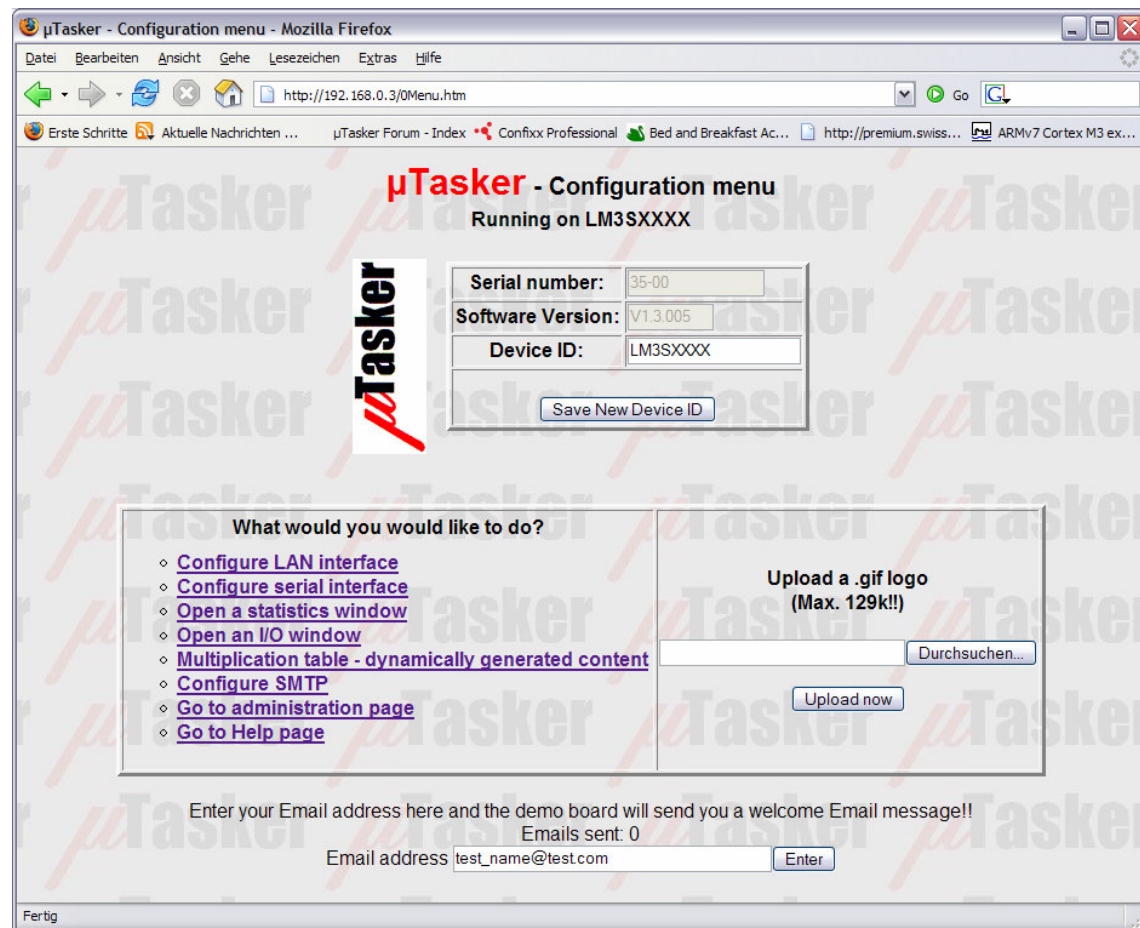 µTasker - Configuration menu - Mozilla Firefox
Datei Bearbeiten Ansicht Gehe Lesezeichen Extras Hilfe
http://192.168.0.3/0Menu.htm Go G
Erste Schritte Aktuelle Nachrichten ... µTasker Forum - Index Confixx Professional Bed and Breakfast Ac... http://premium.swiss... ARMv7 Cortex M3 ex...
µTasker - Configuration menu
Running on LM3SXXXX
µTasker
Serial number: 35-00
Software Version: V1.3.005
Device ID: LM3SXXXX
Save New Device ID
What would you would like to do?
Configure LAN interface
Configure serial interface
Open a statistics window
Open an I/O window
Multiplication table - dynamically generated content
Configure SMTP
Go to administration page
Go to Help page
Upload a .gif logo
(Max. 129k!!)
Durchsuchen...
Upload now
Enter your Email address here and the demo board will send you a welcome Email message!!
Emails sent: 0
Email address test_name@test.com Enter
Fertig